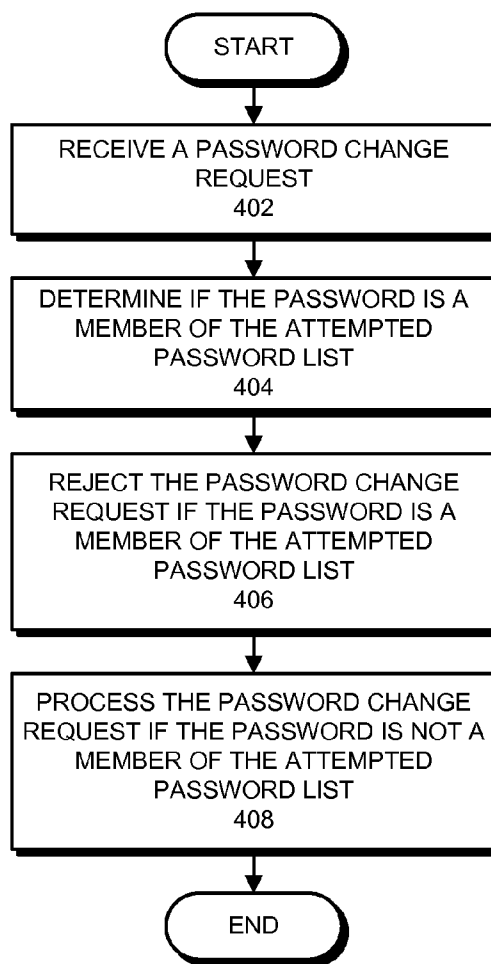 START
RECEIVE A PASSWORD CHANGE
REQUEST
402
DETERMINE IF THE PASSWORD IS A
MEMBER OF THE ATTEMPTED
PASSWORD LIST
404
REJECT THE PASSWORD CHANGE
REQUEST IF THE PASSWORD IS A
MEMBER OF THE ATTEMPTED
PASSWORD LIST
406
PROCESS THE PASSWORD CHANGE
REQUEST IF THE PASSWORD IS NOT A
MEMBER OF THE ATTEMPTED
PASSWORD LIST
408
END